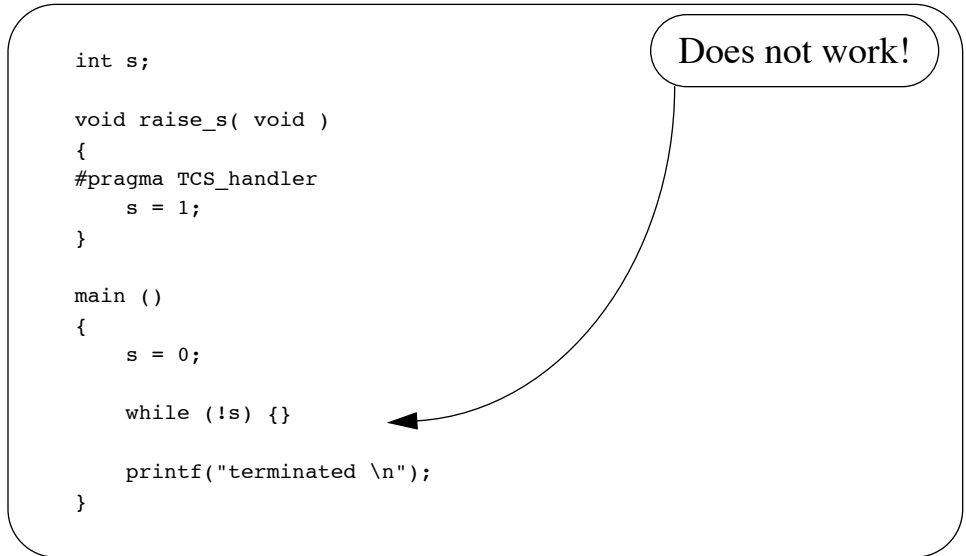 Does not work!
int s;
void raise_s( void )
{
#pragma TCS_handler
    s = 1;
}
main ()
{
    s = 0;
    while (!s) {}
    printf("terminated \n");
}